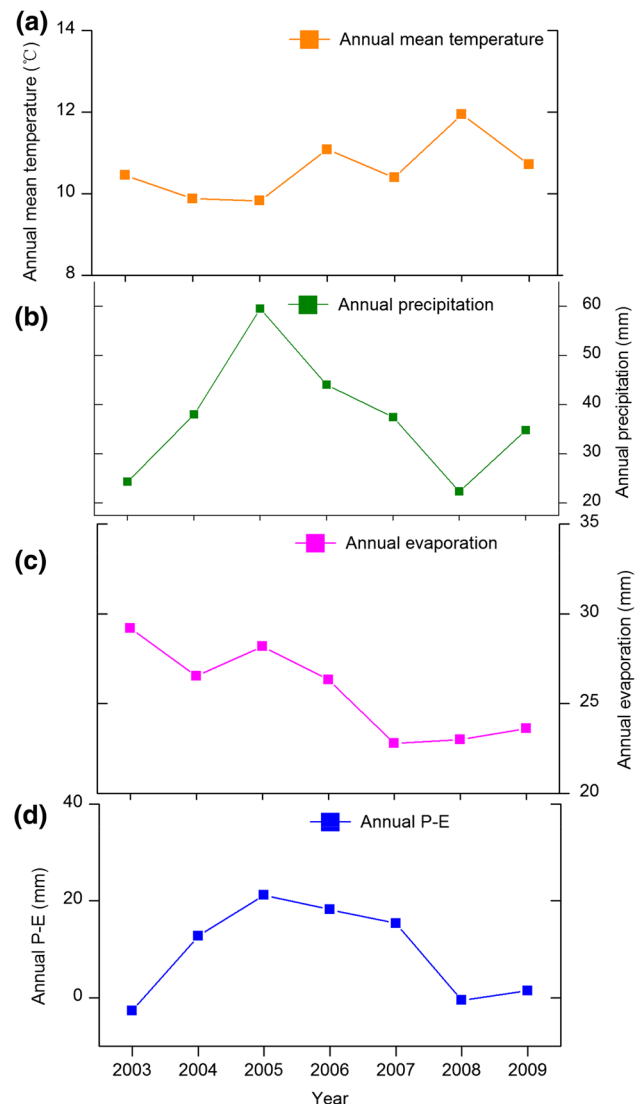 (a)
Annual mean temperature (℃)
14
12
10
8
Annual mean temperature
(b)
Annual precipitation
60
50
40
30
20
Annual precipitation (mm)
(c)
Annual evaporation
35
30
25
20
Annual evaporation (mm)
(d)
Annual P-E (mm)
40
20
0
Annual P-E
2003 2004 2005 2006 2007 2008 2009
Year